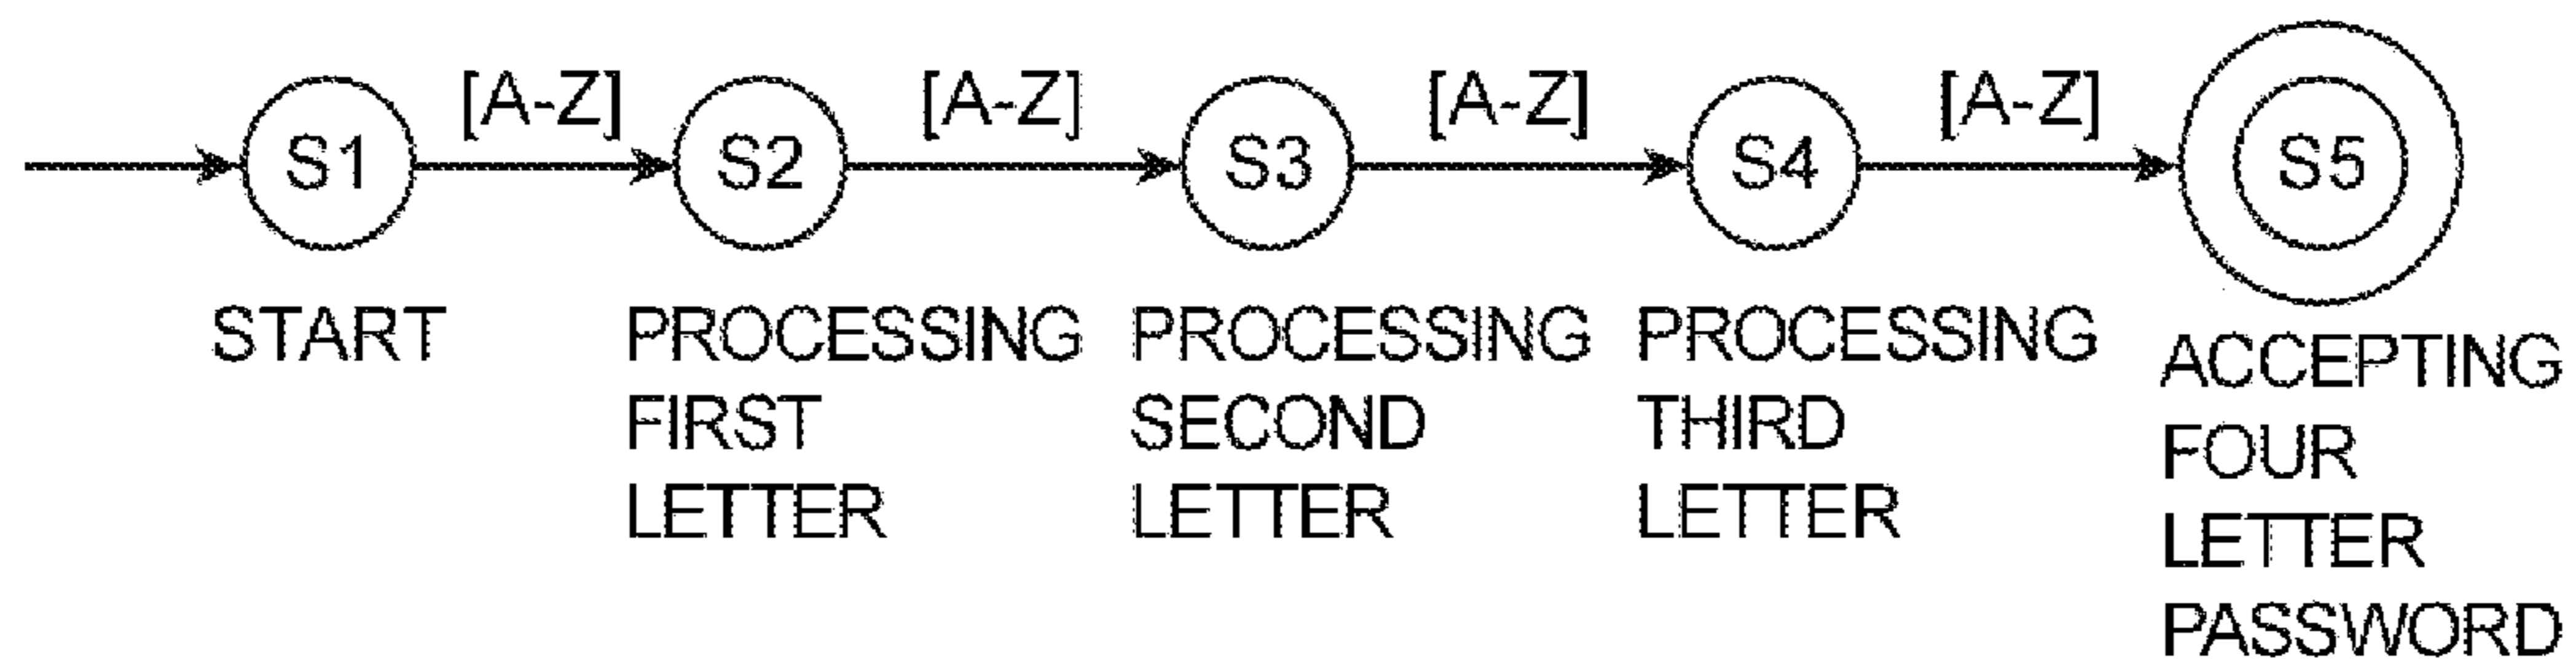 [A-Z] [A-Z] [A-Z] [A-Z]
S1 S2 S3 S4 S5
START
PROCESSING
FIRST
LETTER
PROCESSING
SECOND
LETTER
PROCESSING
THIRD
LETTER
ACCEPTING
FOUR
LETTER
PASSWORD